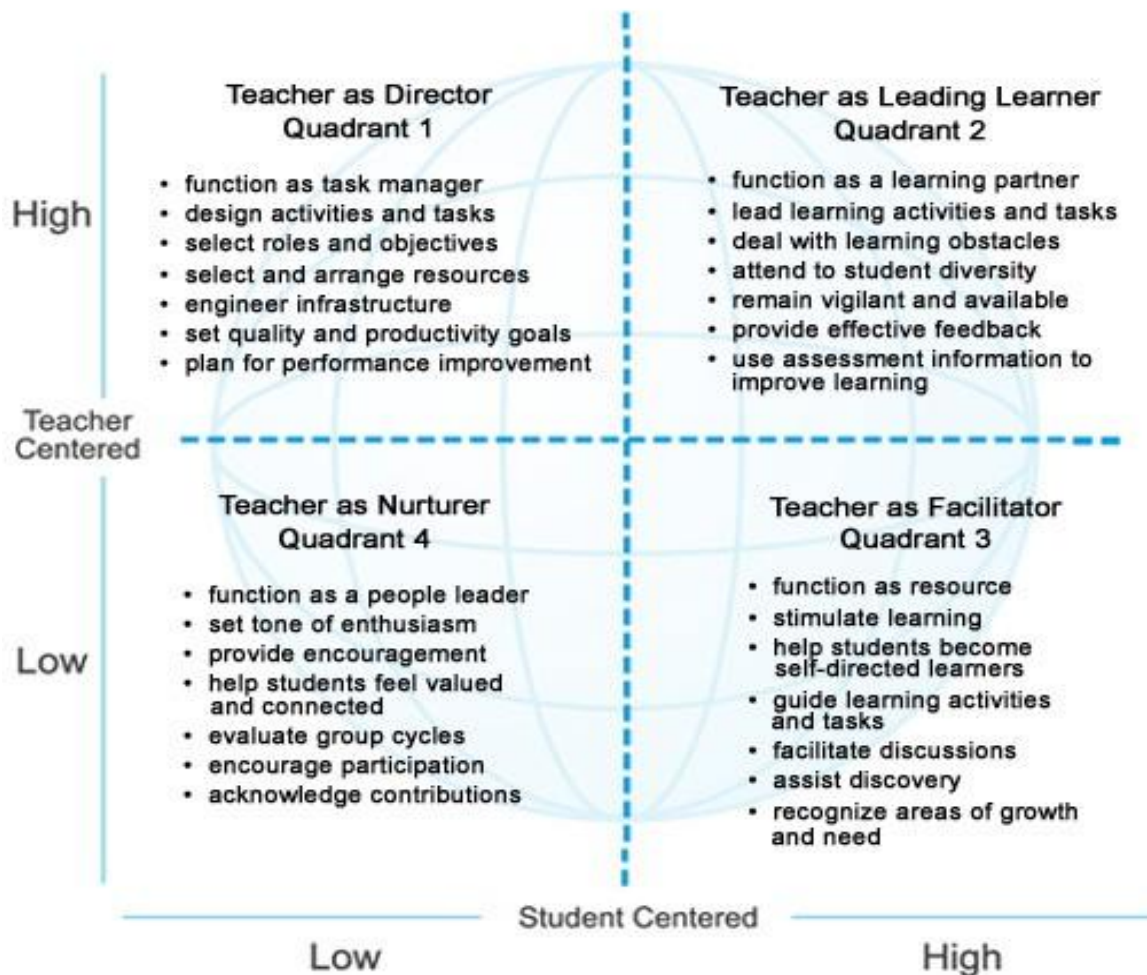 Teacher as Director
Quadrant 1
• function as task manager
• design activities and tasks
• select roles and objectives
• select and arrange resources
• engineer infrastructure
• set quality and productivity goals
• plan for performance improvement
Teacher as Leading Learner
Quadrant 2
• function as a learning partner
• lead learning activities and tasks
• deal with learning obstacles
• attend to student diversity
• remain vigilant and available
• provide effective feedback
• use assessment information to
improve learning
High
Teacher
Centered
Low
Teacher as Nurturer
Quadrant 4
• function as a people leader
• set tone of enthusiasm
• provide encouragement
• help students feel valued
and connected
• evaluate group cycles
• encourage participation
• acknowledge contributions
Teacher as Facilitator
Quadrant 3
• function as resource
• stimulate learning
• help students become
self-directed learners
• guide learning activities
and tasks
• facilitate discussions
• assist discovery
• recognize areas of growth
and need
Student Centered
Low
High